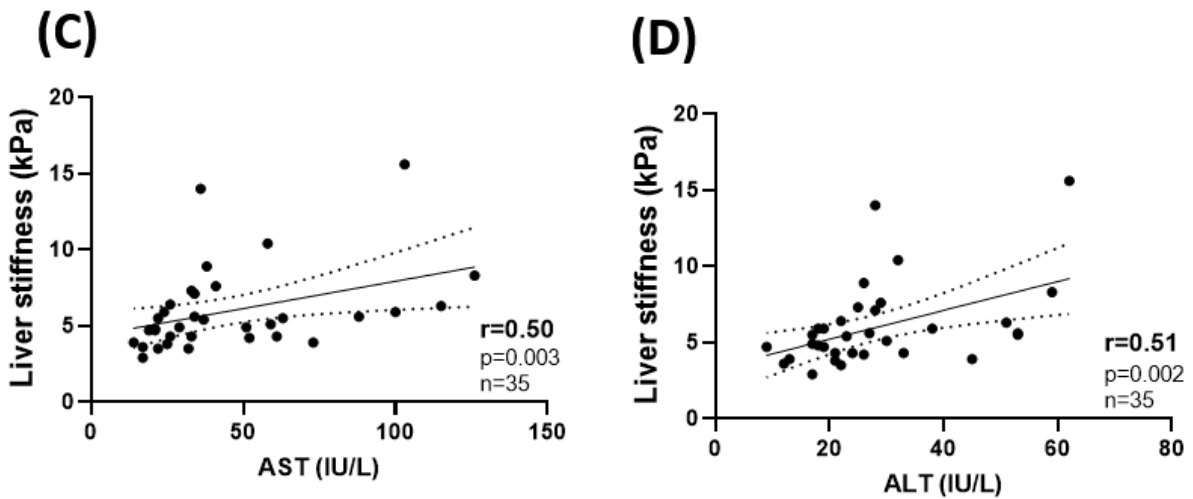 (C)
Liver stiffness (kPa)
20
15
10
5
0
0 50 100 150
AST (IU/L)
r=0.50
p=0.003
n=35
(D)
Liver stiffness (kPa)
20
15
10
5
0
0 20 40 60 80
ALT (IU/L)
r=0.51
p=0.002
n=35